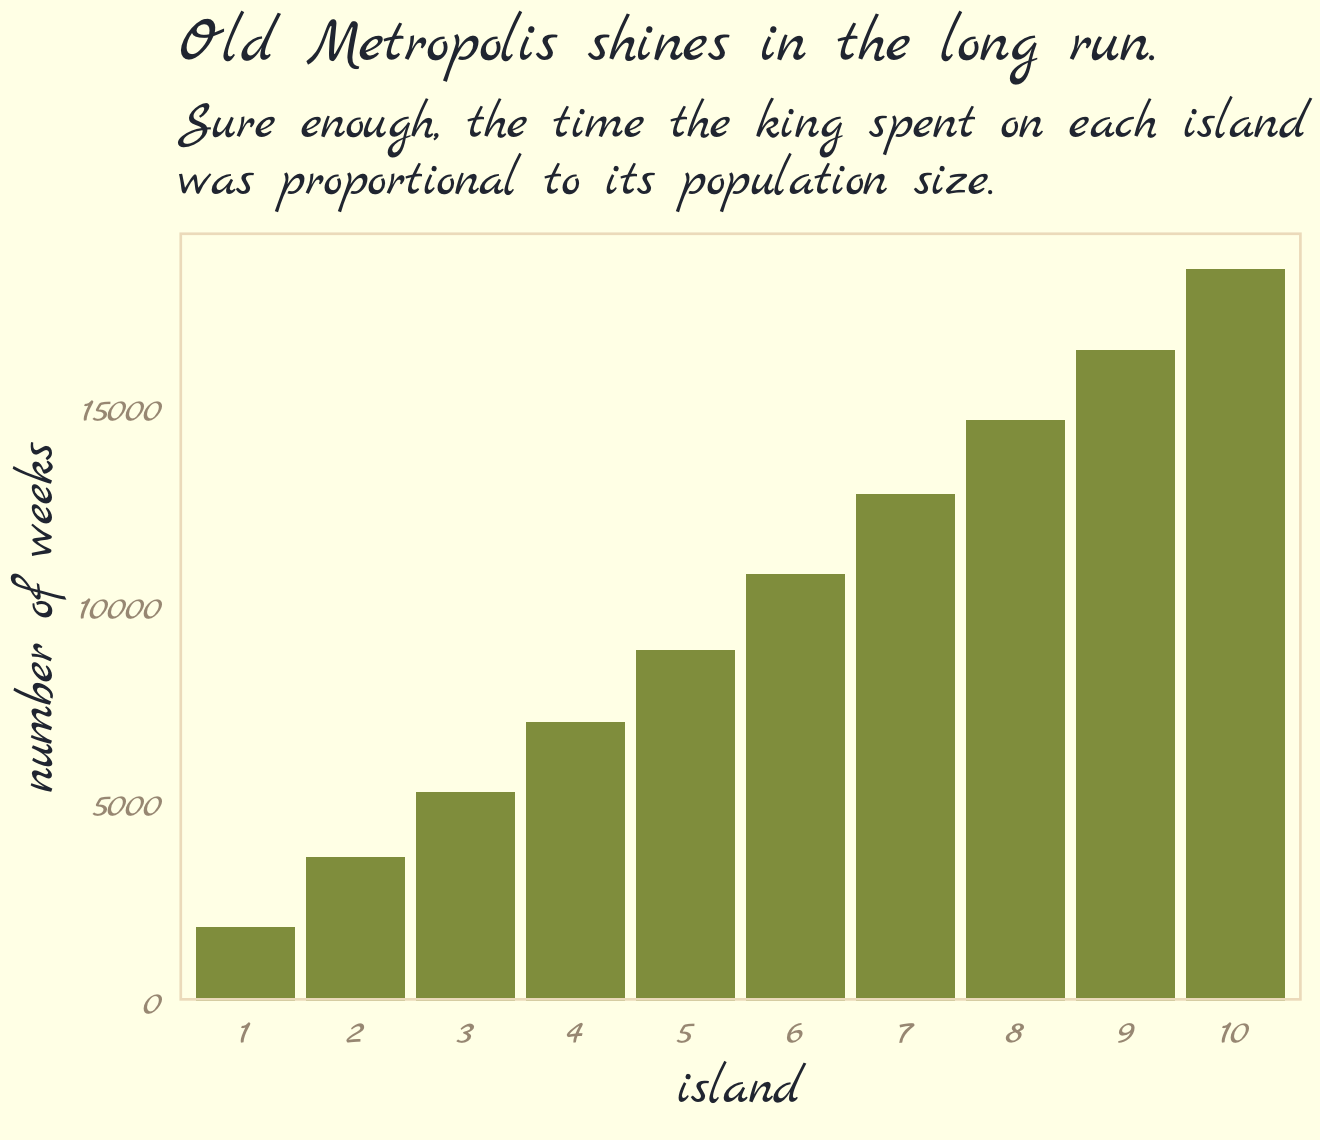 Old Metropolis shines in the long run.
Sure enough, the time the king spent on each island
was proportional to its population size.
number of weeks
15000
10000
5000
0
1 2 3 4 5 6 7 8 9 10
island